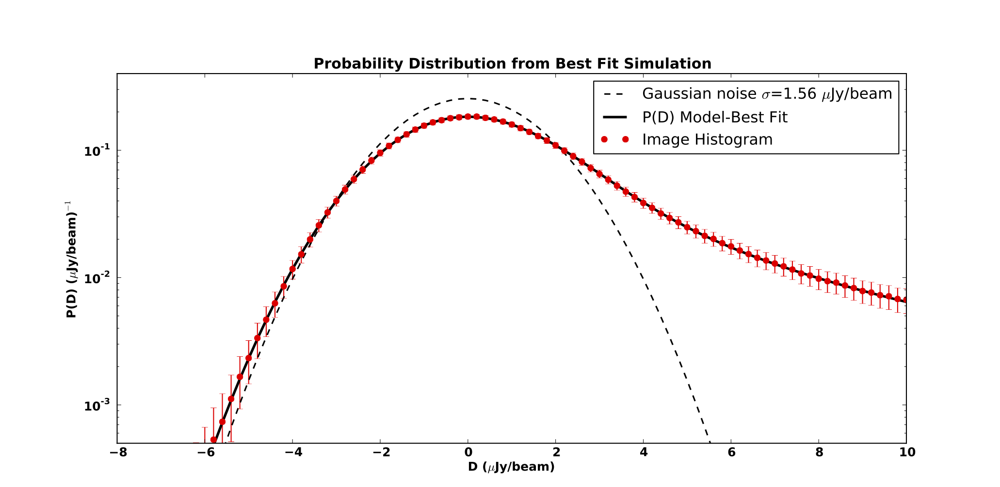 Probability Distribution from Best Fit Simulation
Gaussian noise σ=1.56 μJy/beam
P(D) Model-Best Fit
Image Histogram
P(D) (μJy/beam)⁻¹
10⁻¹
10⁻²
10⁻³
−8 −6 −4 −2 0 2 4 6 8 10
D (μJy/beam)